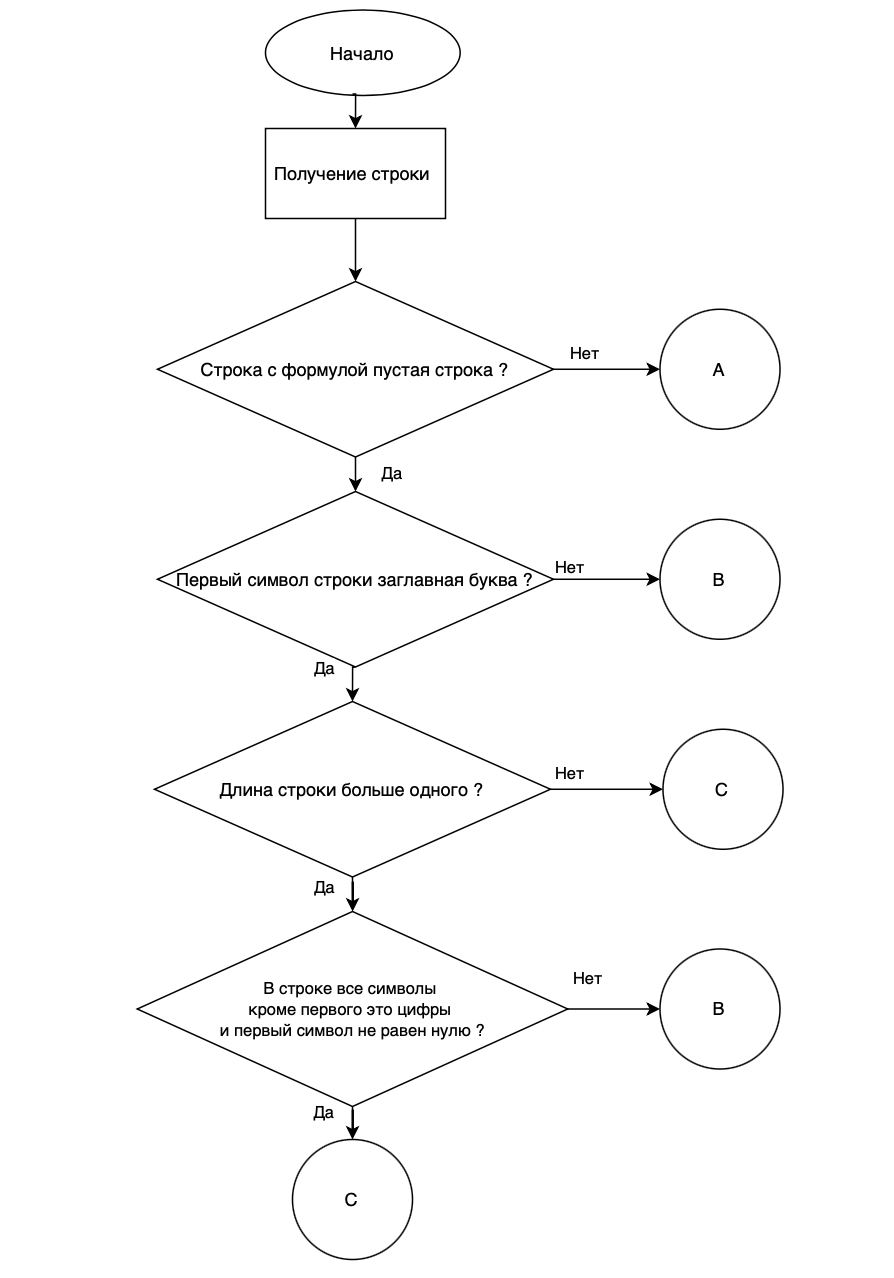 Начало
Получение строки
Строка с формулой пустая строка ?
Нет
A
Да
Первый символ строки заглавная буква ?
Нет
B
Да
Длина строки больше одного ?
Нет
C
Да
В строке все символы
кроме первого это цифры
и первый символ не равен нулю ?
Нет
B
Да
C